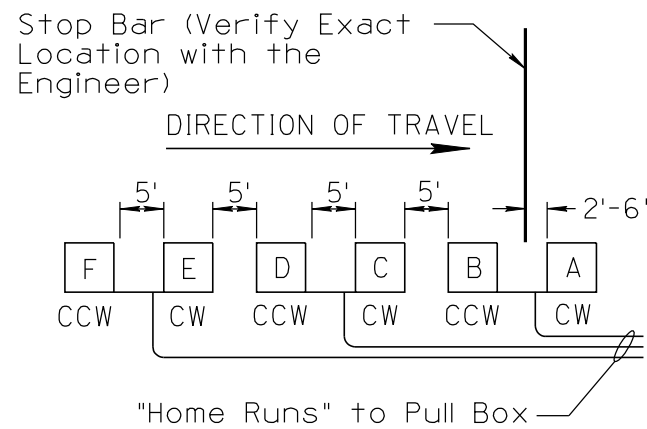 Stop Bar (Verify Exact
Location with the
Engineer)
DIRECTION OF TRAVEL
5' 5' 5' 5' 2'-6'
F E D C B A
CCW CW CCW CW CCW CW
"Home Runs" to Pull Box